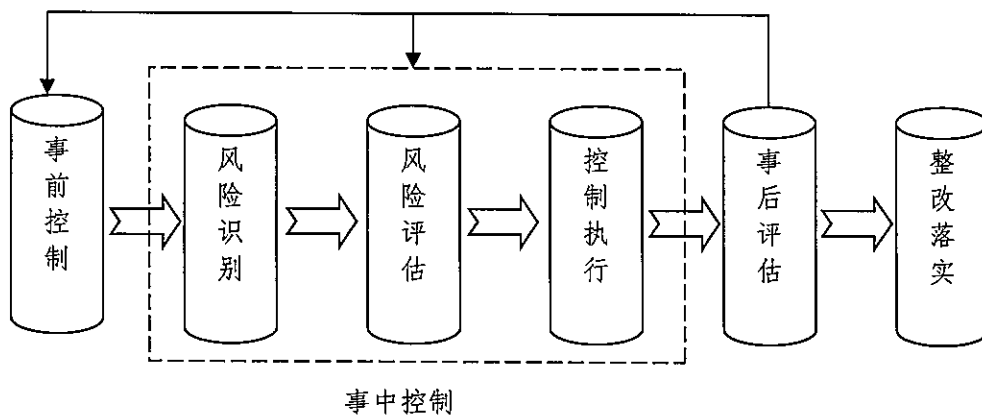 事前控制
风险识别
风险评估
控制执行
事后评估
整改落实
事中控制